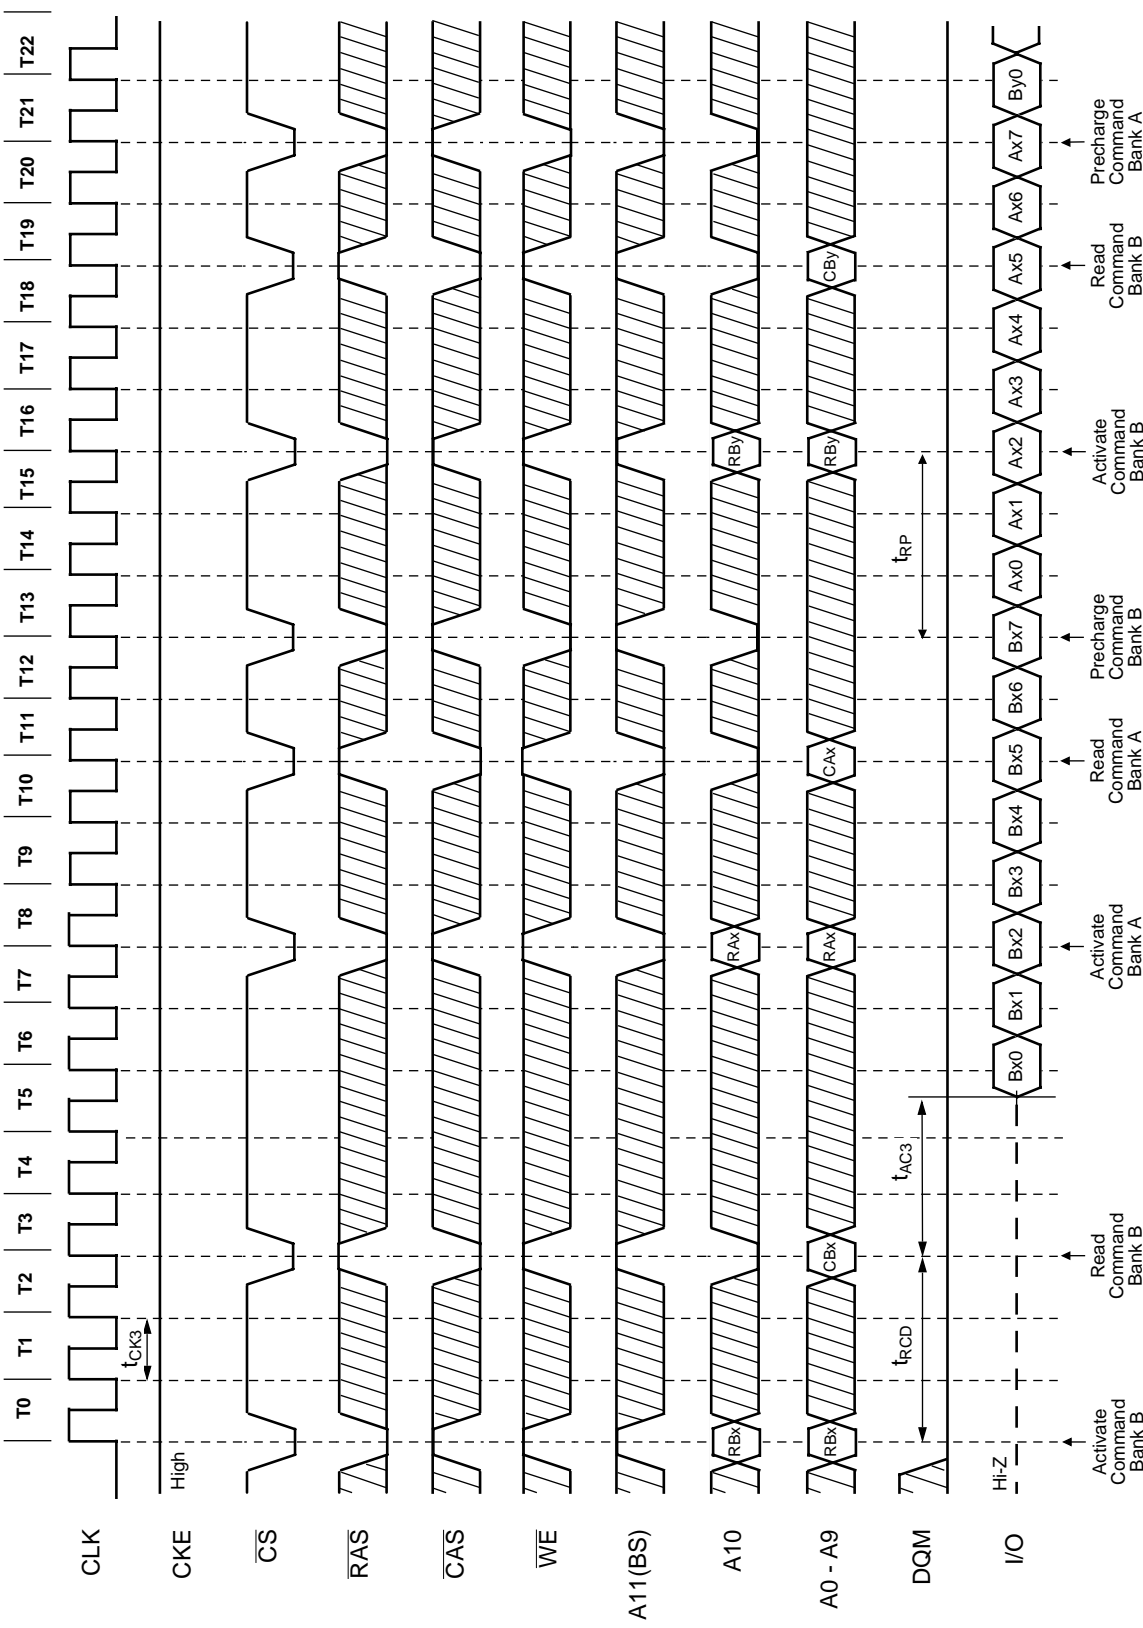 T0 T1 T2 T3 T4 T5 T6 T7 T8 T9 T10 T11 T12 T13 T14 T15 T16 T17 T18 T19 T20 T21 T22
CLK
tCK3
CKE
High
CS
RAS
CAS
WE
A11(BS)
A10
RBx RAx RBy
A0 - A9
RBx CBx RAx CAx RBy CBy
DQM
tRCD tAC3 tRP
I/O
Hi-Z
Bx0 Bx1 Bx2 Bx3 Bx4 Bx5 Bx6 Bx7 Ax0 Ax1 Ax2 Ax3 Ax4 Ax5 Ax6 Ax7 By0
Activate
Command
Bank B
Read
Command
Bank B
Activate
Command
Bank A
Read
Command
Bank A
Precharge
Command
Bank B
Activate
Command
Bank B
Read
Command
Bank B
Precharge
Command
Bank A